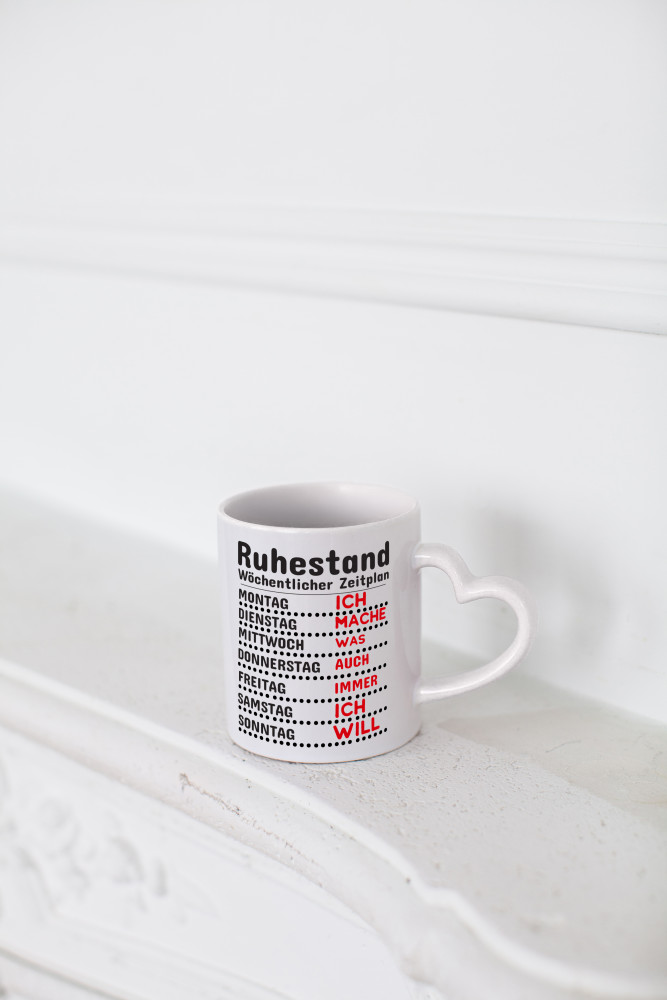 Ruhestand
Wöchentlicher Zeitplan
MONTAG ICH
DIENSTAG MACHE
MITTWOCH WAS
DONNERSTAG AUCH
FREITAG IMMER
SAMSTAG ICH
SONNTAG WILL